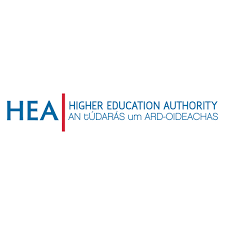 HEA
HIGHER EDUCATION AUTHORITY
AN tÚDARÁS um ARD-OIDEACHAS